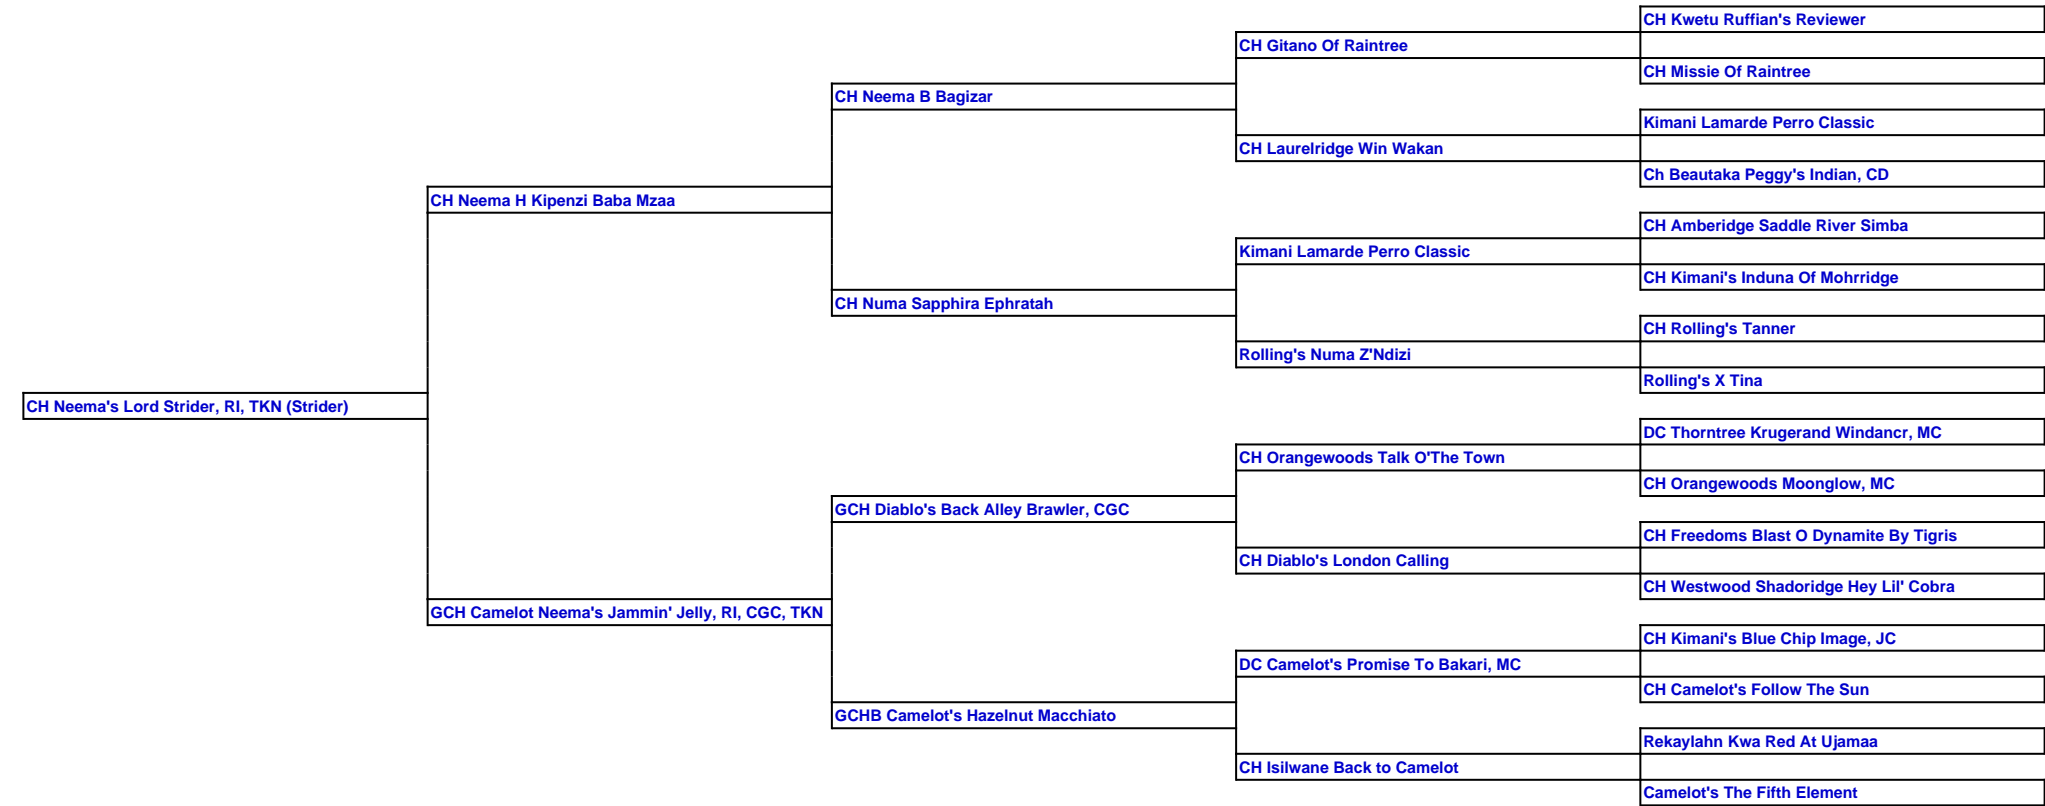 CH Kwetu Ruffian's Reviewer
CH Gitano Of Raintree
CH Missie Of Raintree
CH Neema B Bagizar
Kimani Lamarde Perro Classic
CH Laurelridge Win Wakan
Ch Beautaka Peggy's Indian, CD
CH Neema H Kipenzi Baba Mzaa
CH Amberidge Saddle River Simba
Kimani Lamarde Perro Classic
CH Kimani's Induna Of Mohrridge
CH Numa Sapphira Ephratah
CH Rolling's Tanner
Rolling's Numa Z'Ndizi
Rolling's X Tina
CH Neema's Lord Strider, RI, TKN (Strider)
DC Thorntree Krugerand Windancr, MC
CH Orangewoods Talk O'The Town
CH Orangewoods Moonglow, MC
GCH Diablo's Back Alley Brawler, CGC
CH Freedoms Blast O Dynamite By Tigris
CH Diablo's London Calling
CH Westwood Shadoridge Hey Lil' Cobra
GCH Camelot Neema's Jammin' Jelly, RI, CGC, TKN
CH Kimani's Blue Chip Image, JC
DC Camelot's Promise To Bakari, MC
CH Camelot's Follow The Sun
GCHB Camelot's Hazelnut Macchiato
Rekaylahn Kwa Red At Ujamaa
CH Isilwane Back to Camelot
Camelot's The Fifth Element